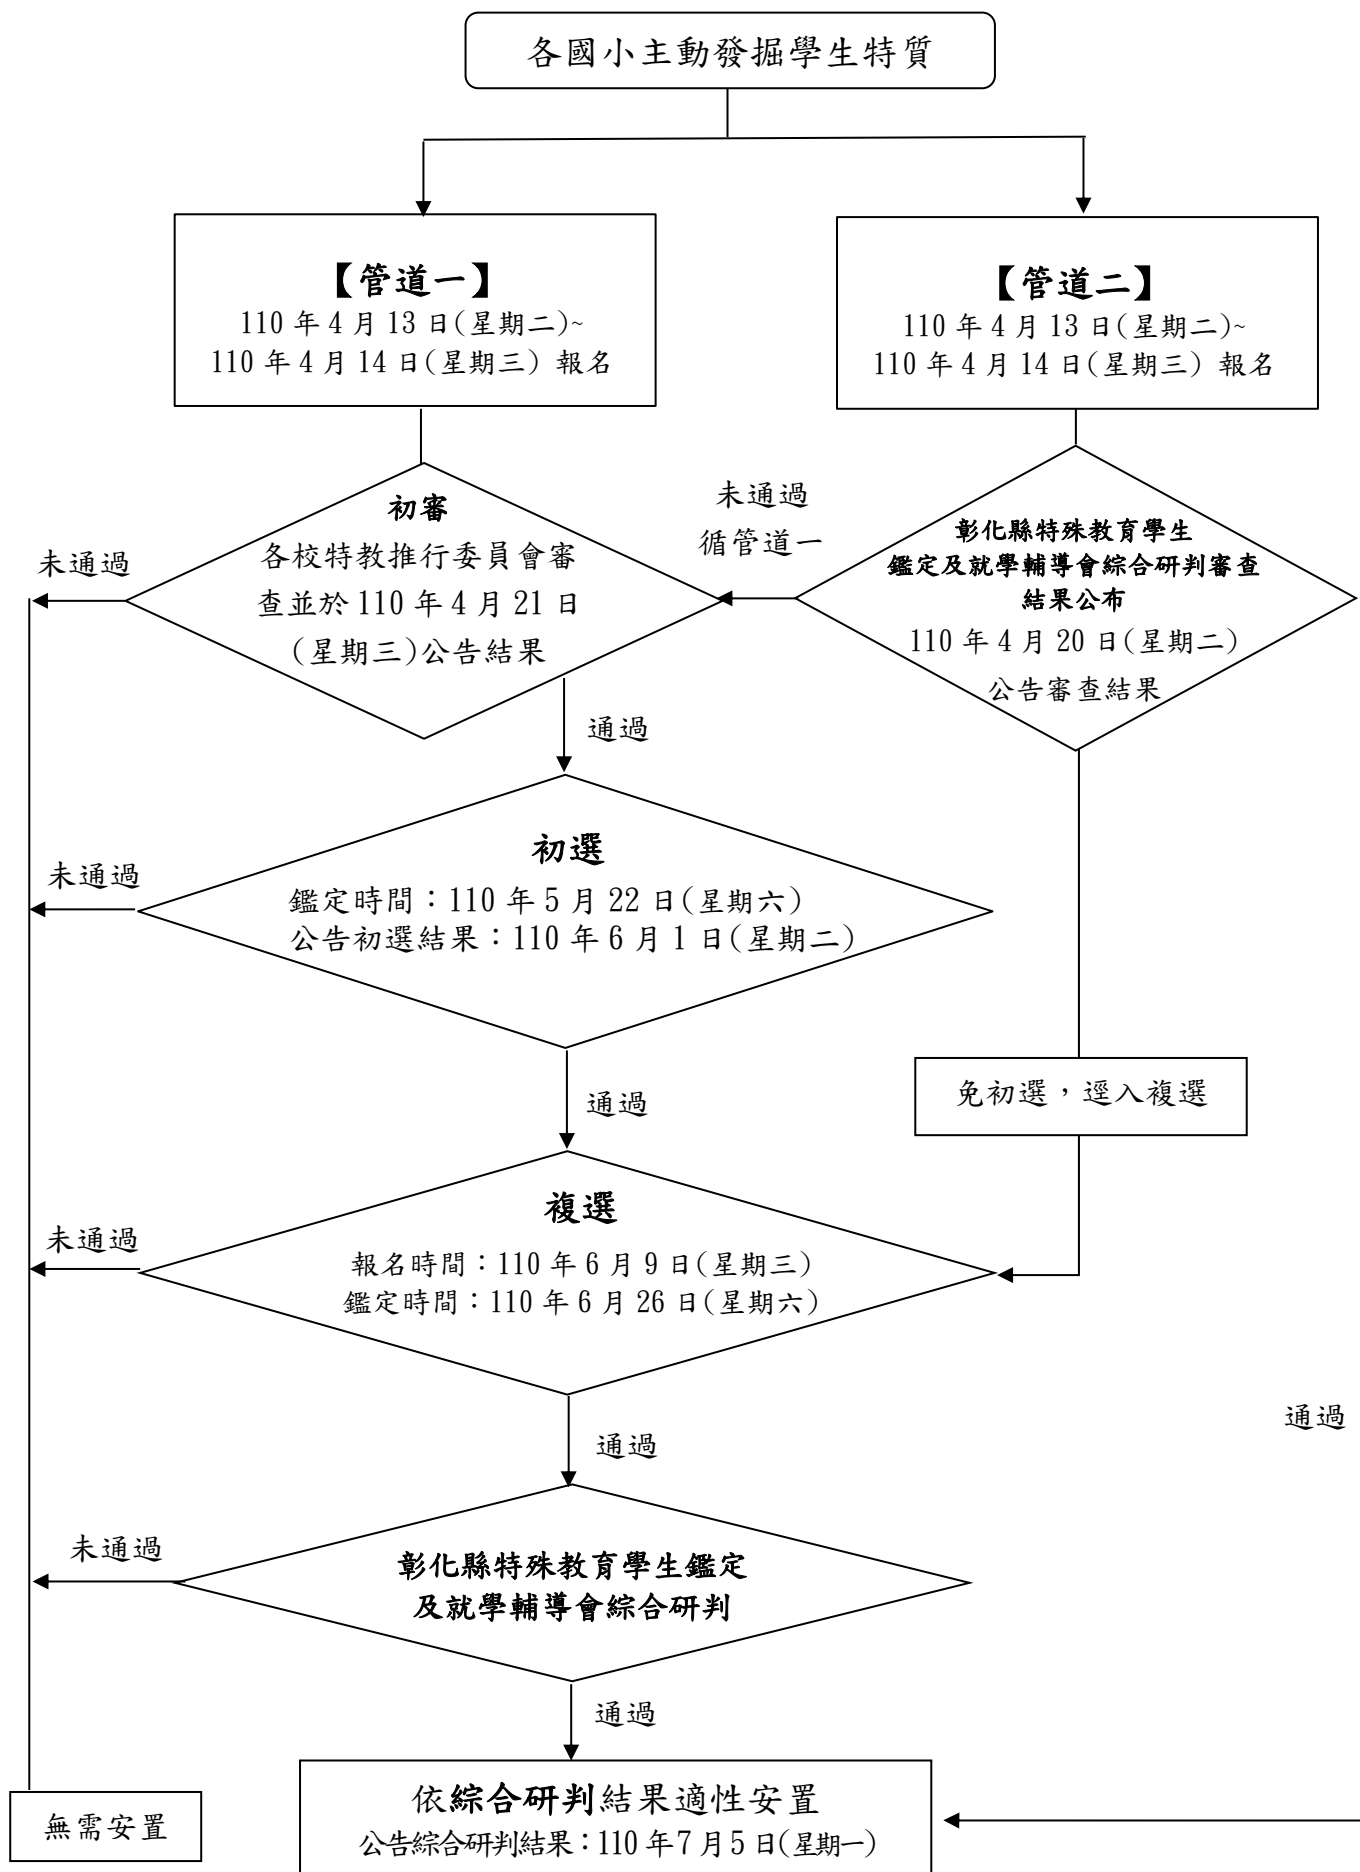 各國小主動發掘學生特質
【管道一】
110 年 4 月 13 日(星期二)~
110 年 4 月 14 日(星期三) 報名
【管道二】
110 年 4 月 13 日(星期二)~
110 年 4 月 14 日(星期三) 報名
初審
各校特教推行委員會審
查並於 110 年 4 月 21 日
(星期三)公告結果
未通過
未通過
循管道一
彰化縣特殊教育學生
鑑定及就學輔導會綜合研判審查
結果公布
110 年 4 月 20 日(星期二)
公告審查結果
通過
初選
鑑定時間：110 年 5 月 22 日(星期六)
公告初選結果：110 年 6 月 1 日(星期二)
未通過
通過
免初選，逕入複選
複選
報名時間：110 年 6 月 9 日(星期三)
鑑定時間：110 年 6 月 26 日(星期六)
未通過
通過
通過
彰化縣特殊教育學生鑑定
及就學輔導會綜合研判
未通過
通過
無需安置
依綜合研判結果適性安置
公告綜合研判結果：110 年 7 月 5 日(星期一)